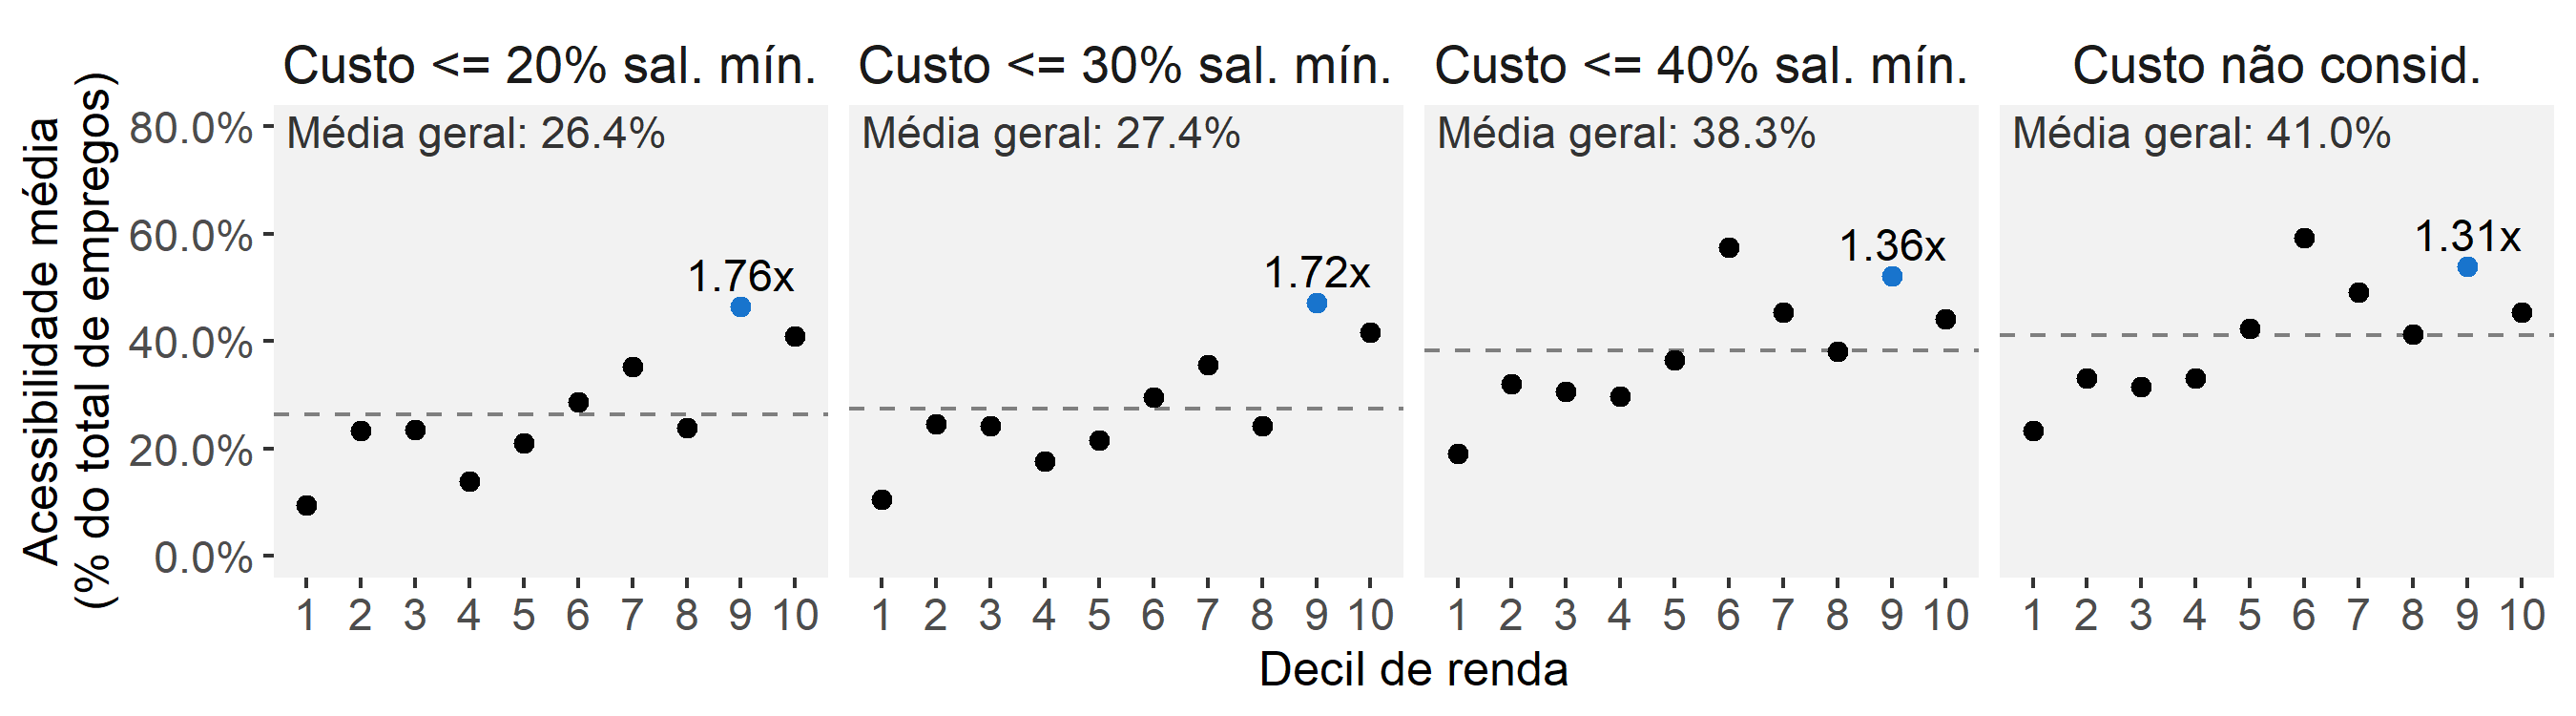 Custo <= 20% sal. mín.
Custo <= 30% sal. mín.
Custo <= 40% sal. mín.
Custo não consid.
Acessibilidade média
(% do total de empregos)
80.0%
60.0%
40.0%
20.0%
0.0%
Média geral: 26.4%
1.76x
Média geral: 27.4%
1.72x
Média geral: 38.3%
1.36x
Média geral: 41.0%
1.31x
1 2 3 4 5 6 7 8 9 10
1 2 3 4 5 6 7 8 9 10
1 2 3 4 5 6 7 8 9 10
1 2 3 4 5 6 7 8 9 10
Decil de renda